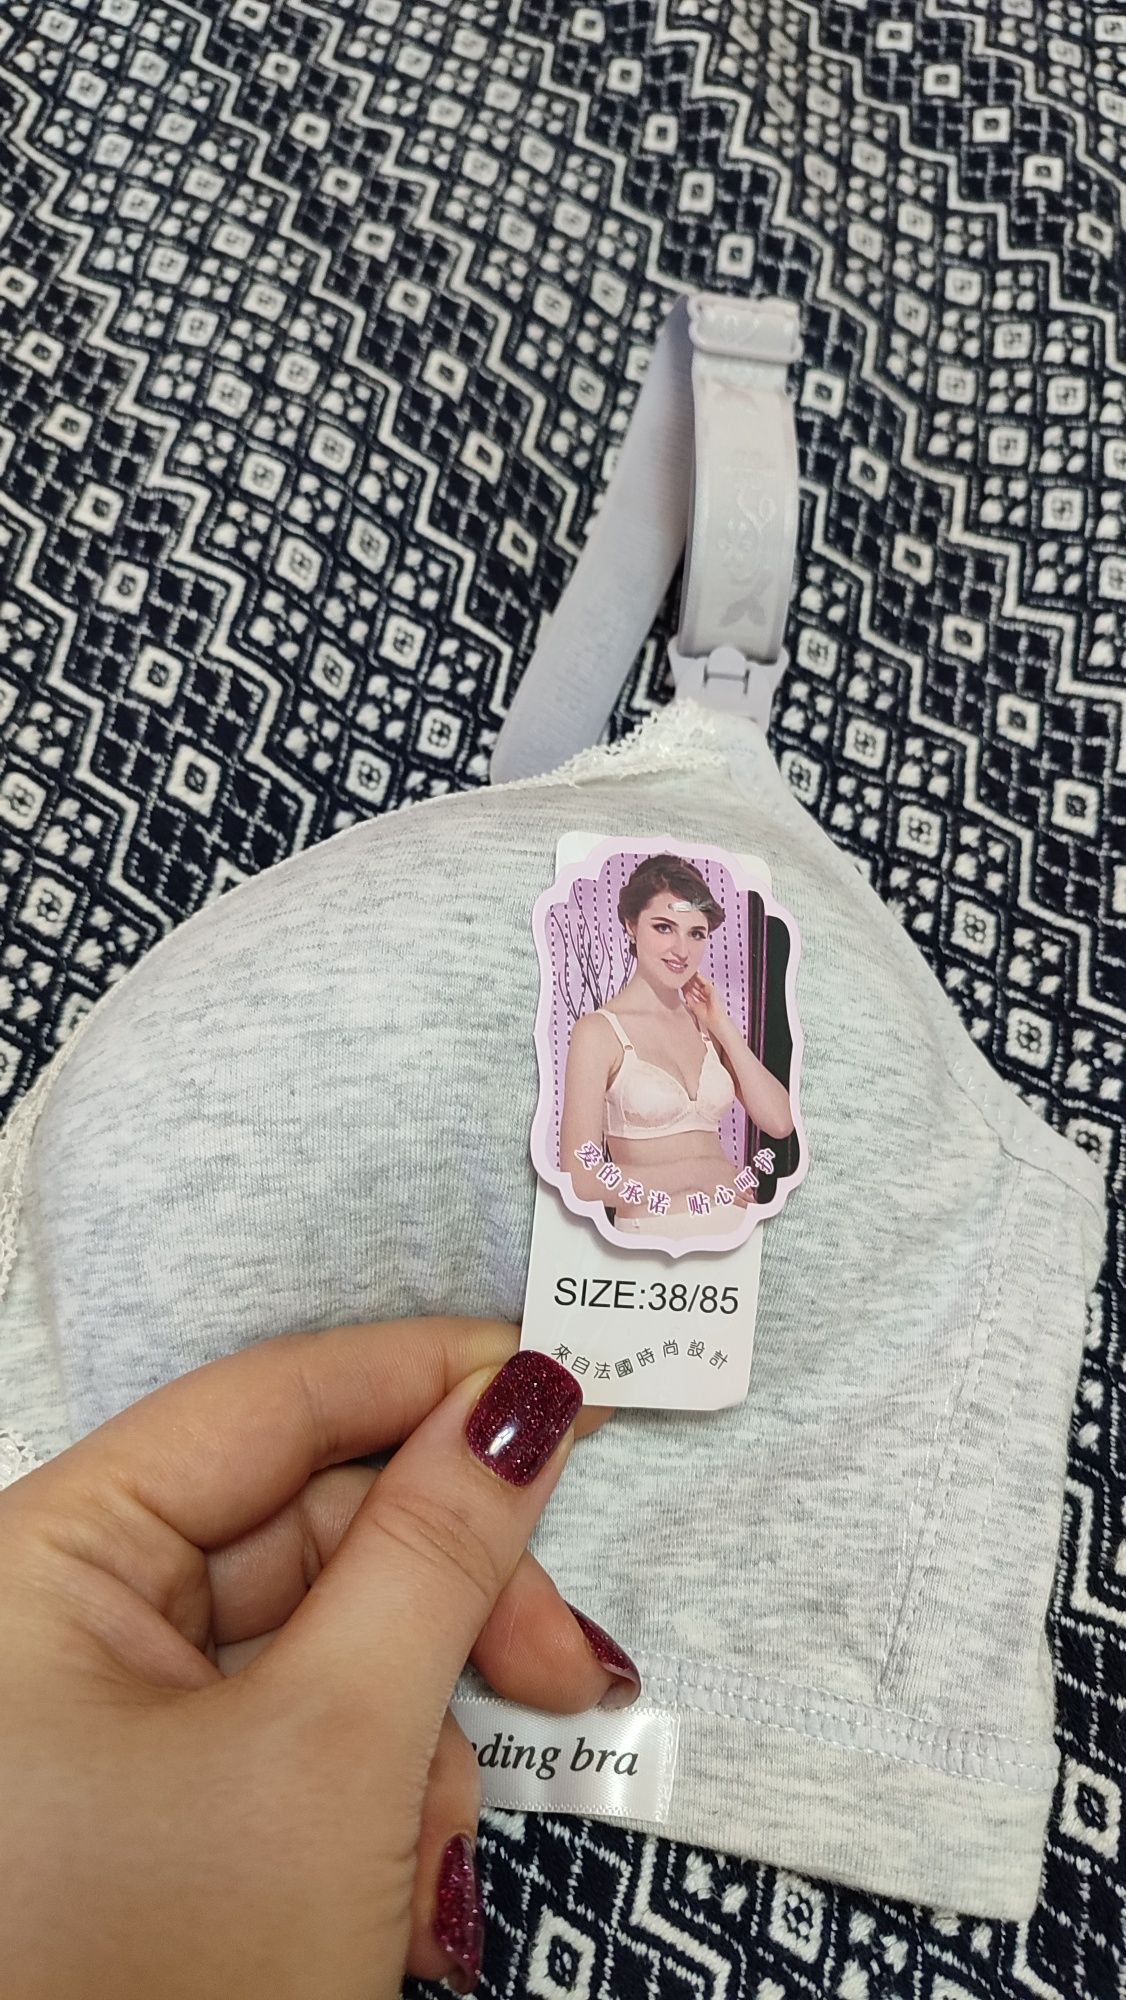 爱的承诺 贴心呵护
SIZE:38/85
來自法國時尚設計
ding bra